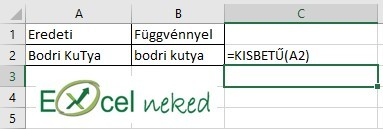 A B C
1 Eredeti Függvénnyel
2 Bodri KuTya bodri kutya =KISBETŰ(A2)
3
4
5
Excel neked